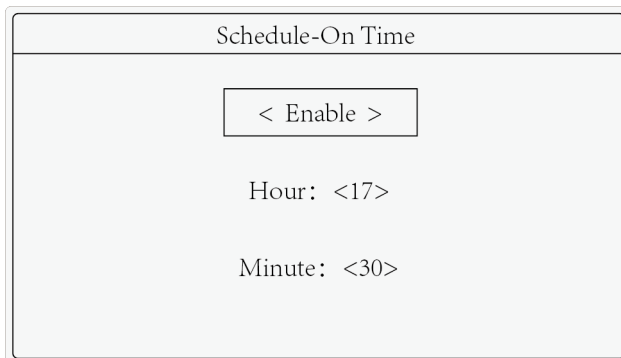 Schedule-On Time
< Enable >
Hour： <17>
Minute： <30>